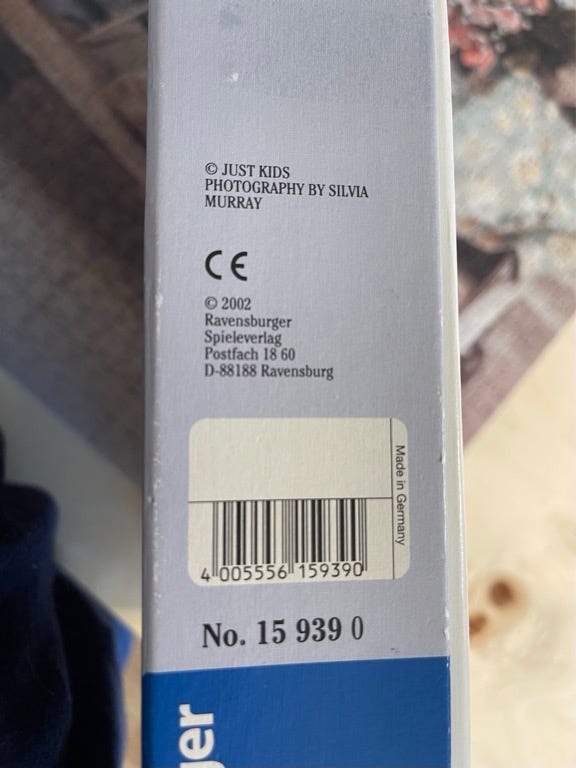 © JUST KIDS
PHOTOGRAPHY BY SILVIA
MURRAY
CE
© 2002
Ravensburger
Spieleverlag
Postfach 18 60
D-88188 Ravensburg
Made in Germany
4 005556 159390
No. 15 939 0
ger